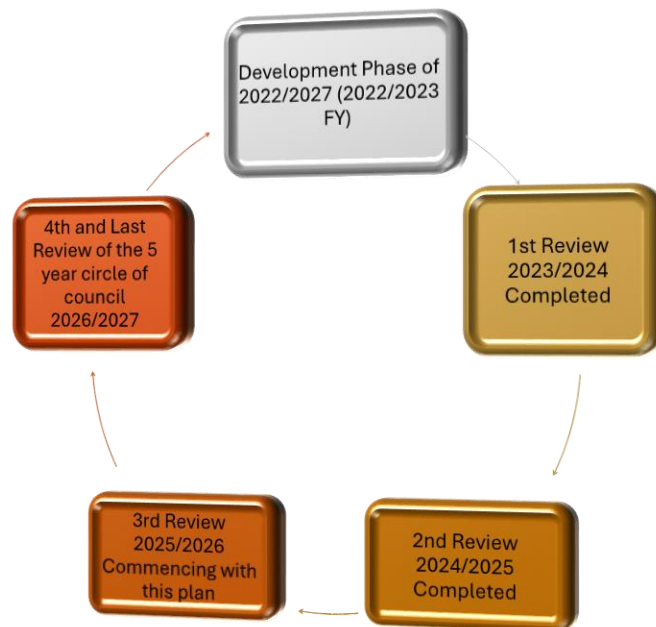 Development Phase of
2022/2027 (2022/2023
FY)
1st Review
2023/2024
Completed
2nd Review
2024/2025
Completed
3rd Review
2025/2026
Commencing with
this plan
4th and Last
Review of the 5
year circle of
council
2026/2027